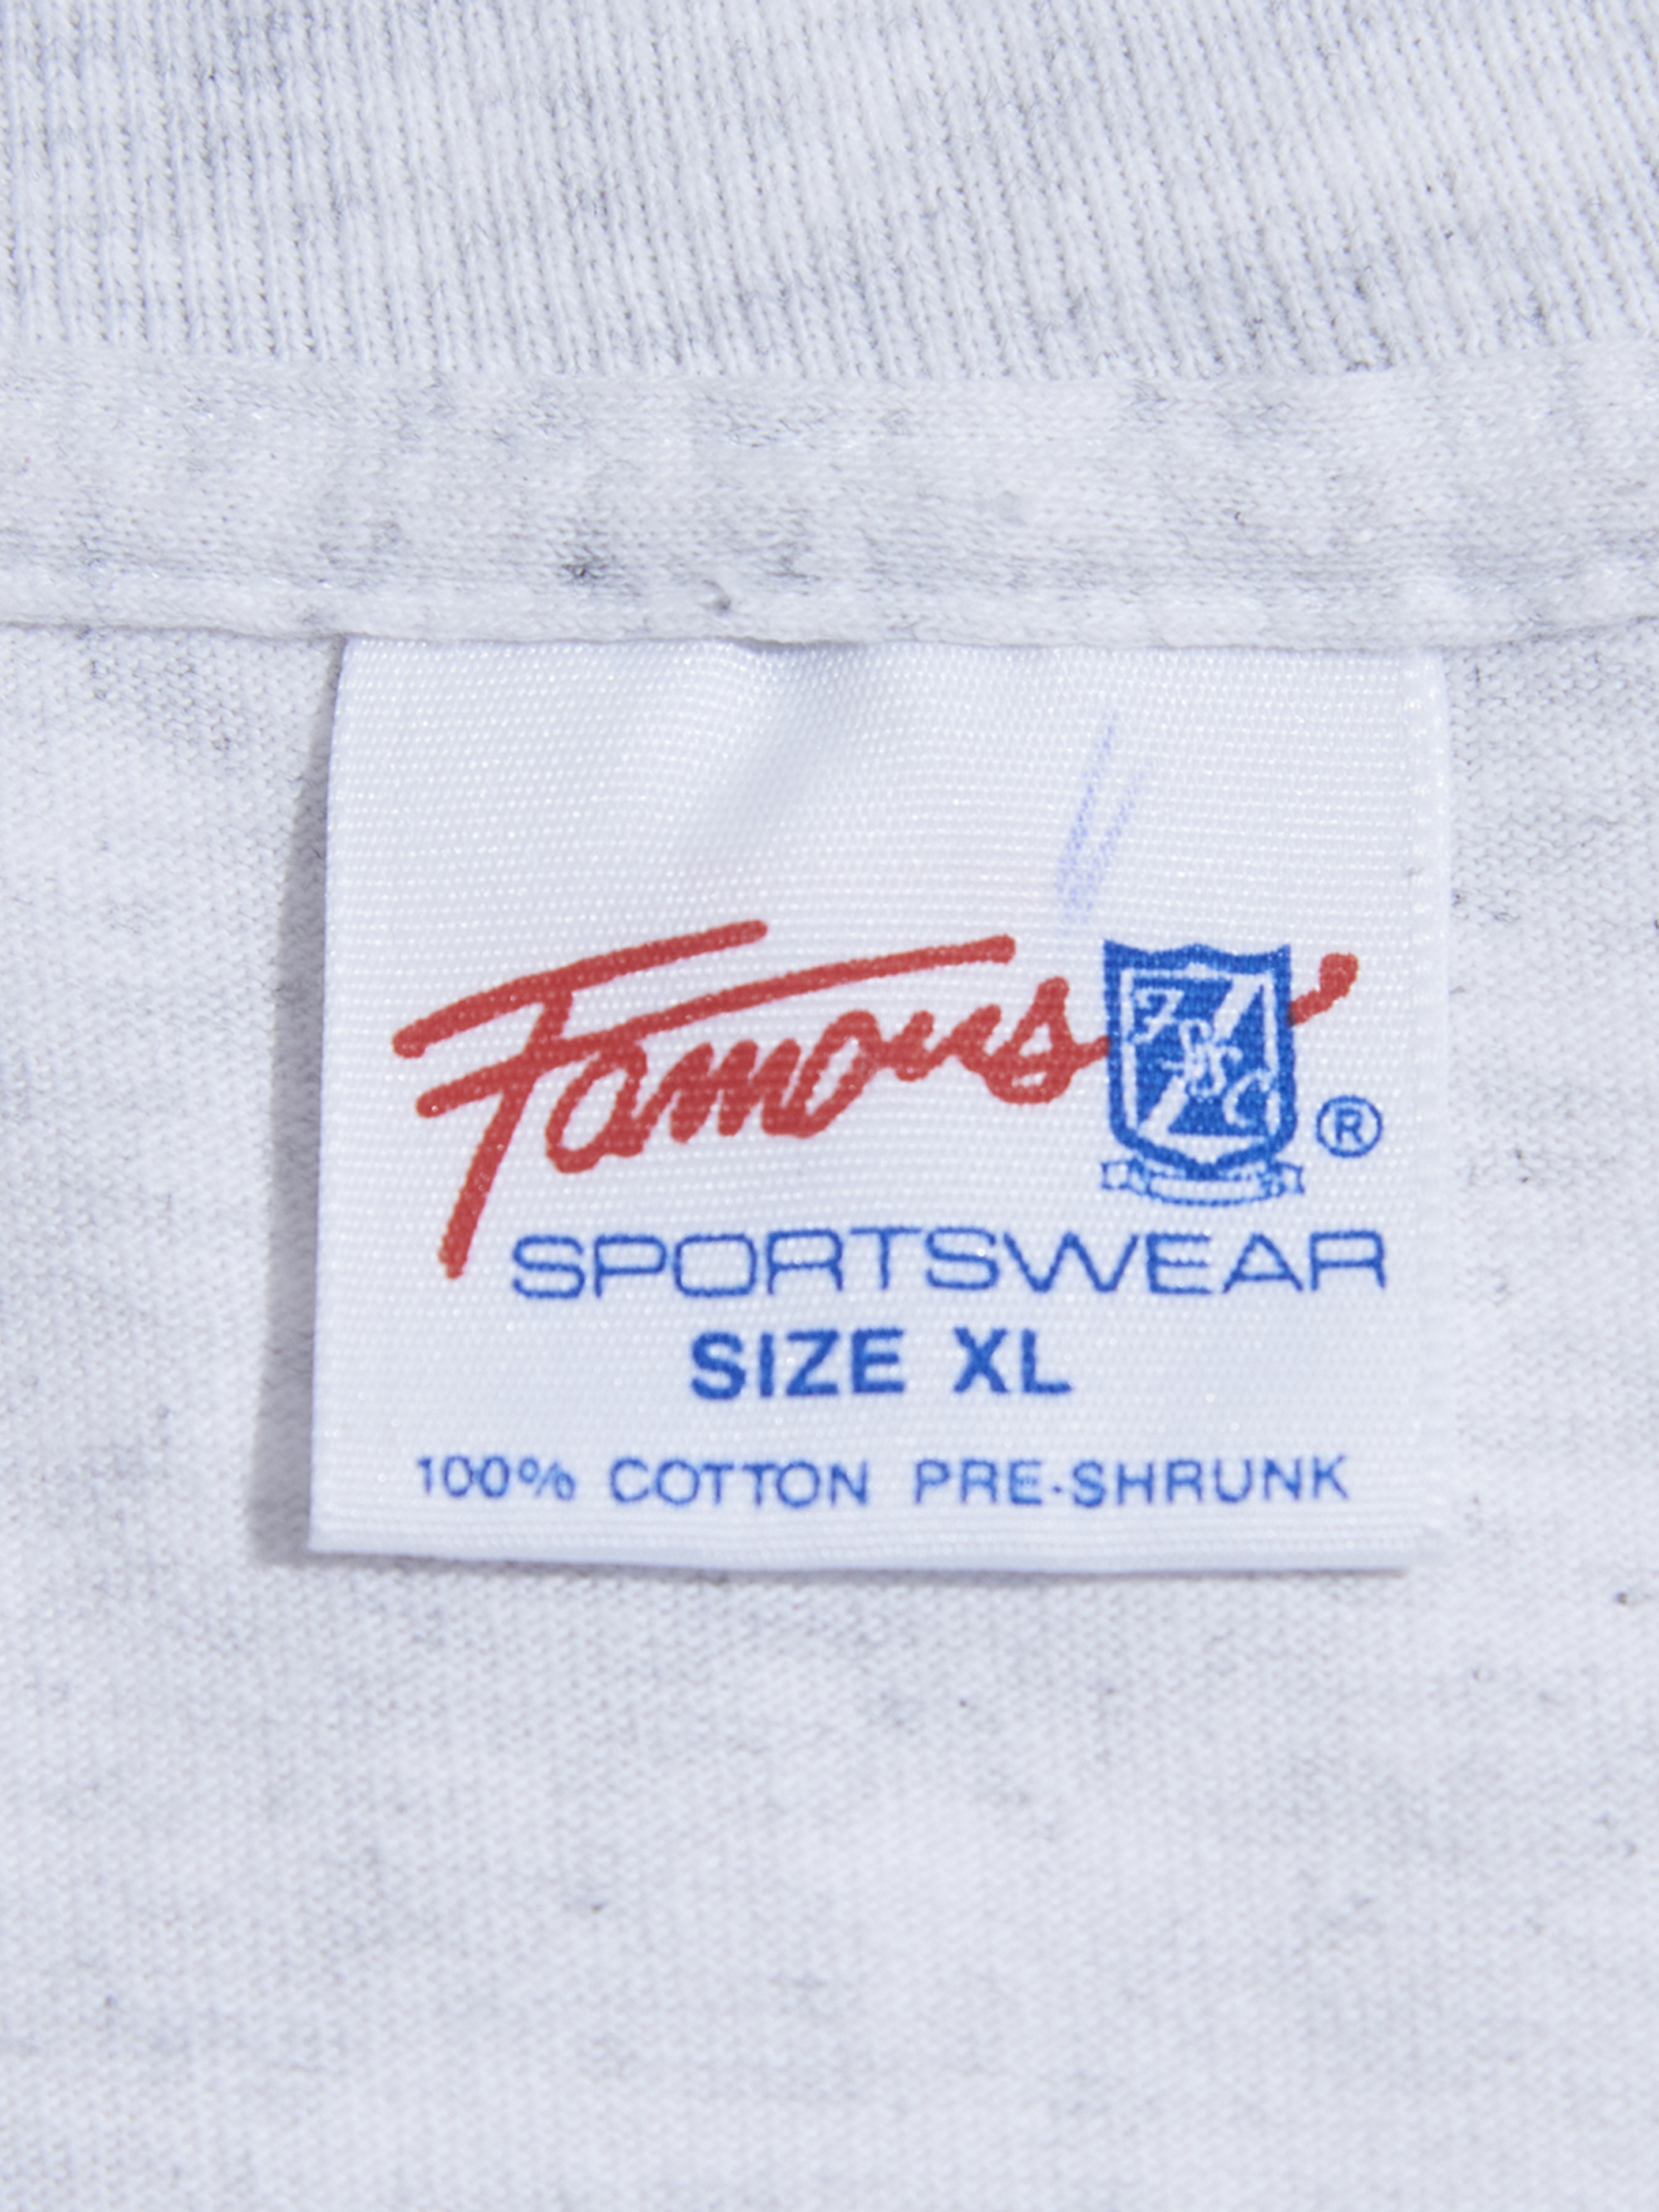 Famous
®
SPORTSWEAR
SIZE XL
100% COTTON PRE-SHRUNK